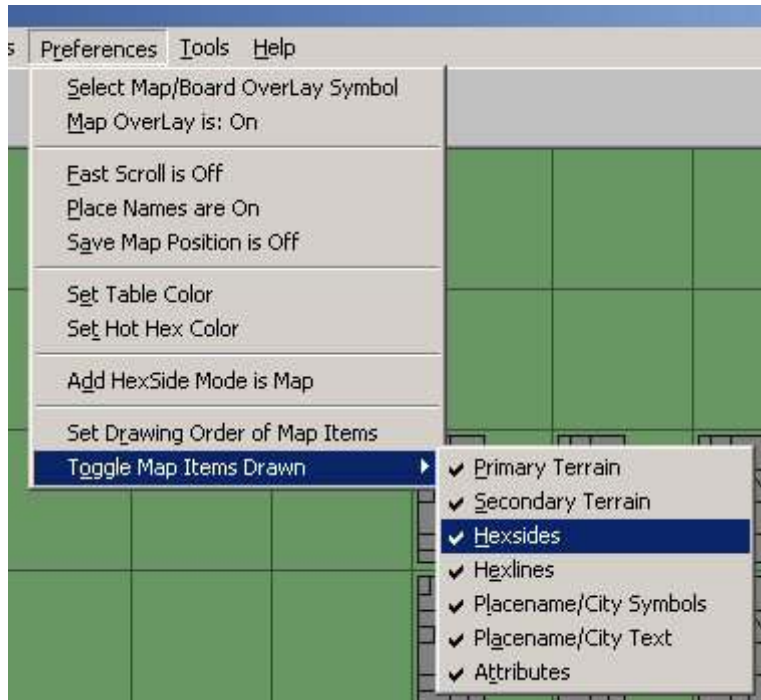 s Preferences Tools Help
Select Map/Board OverLay Symbol
Map OverLay is: On
Fast Scroll is Off
Place Names are On
Save Map Position is Off
Set Table Color
Set Hot Hex Color
Add HexSide Mode is Map
Set Drawing Order of Map Items
Toggle Map Items Drawn
Primary Terrain
Secondary Terrain
Hexsides
Hexlines
Placename/City Symbols
Placename/City Text
Attributes